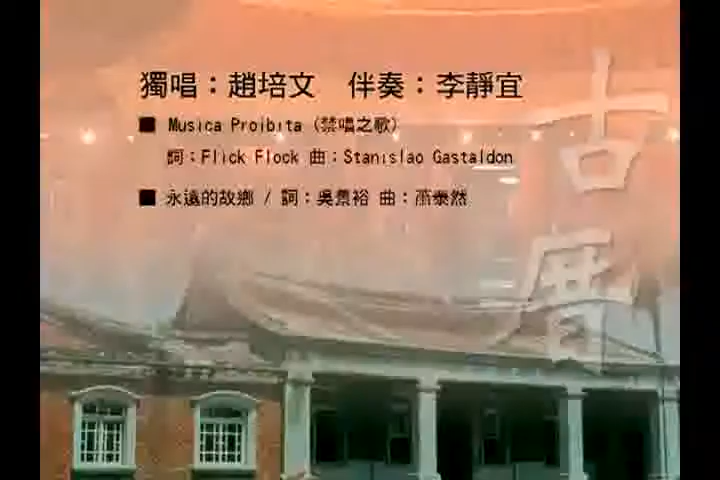 獨唱：趙培文　伴奏：李靜宜
■ Musica Proibita (禁唱之歌)
詞：Flick Flock 曲：Stanislao Gastaldon
■ 永遠的故鄉 / 詞：吳景裕 曲：蕭泰然
古厝